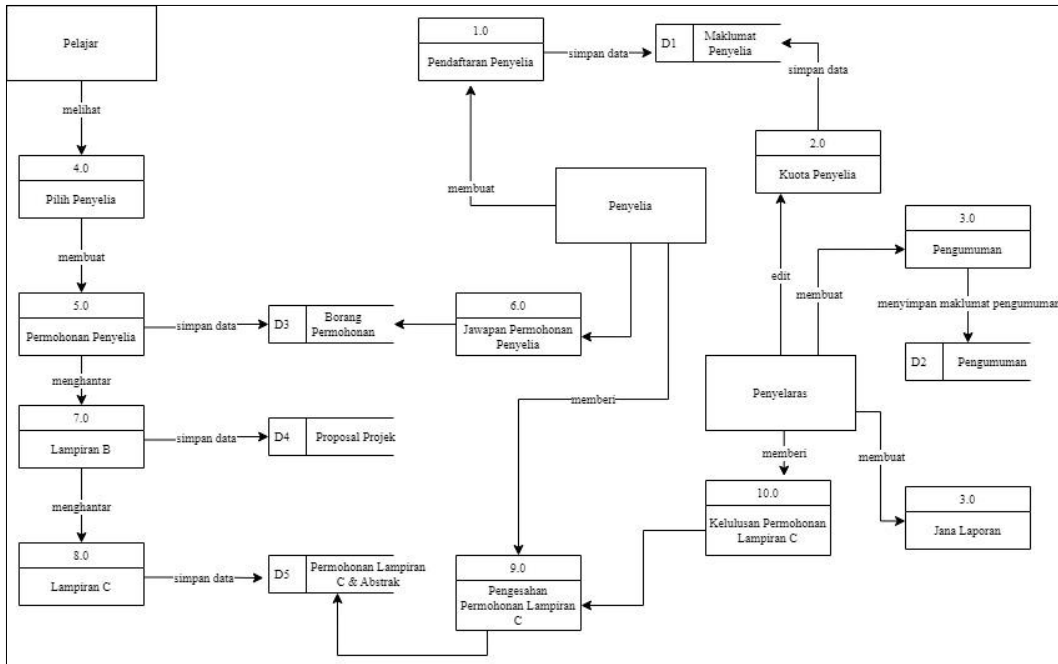 Pelajar
melihat
4.0
Pilih Penyelia
membuat
5.0
Permohonan Penyelia
simpan data
D3
Borang
Permohonan
menghantar
7.0
Lampiran B
simpan data
D4
Proposal Projek
menghantar
8.0
Lampiran C
simpan data
D5
Permohonan Lampiran
C & Abstrak
1.0
Pendaftaran Penyelia
simpan data
D1
Maklumat
Penyelia
simpan data
2.0
Kuota Penyelia
membuat
Penyelia
6.0
Jawapan Permohonan
Penyelia
memberi
9.0
Pengesahan
Permohonan Lampiran
C
edit
membuat
3.0
Pengumuman
menyimpan maklumat pengumuman
D2
Pengumuman
Penyelaras
memberi
membuat
10.0
Kelulusan Permohonan
Lampiran C
3.0
Jana Laporan